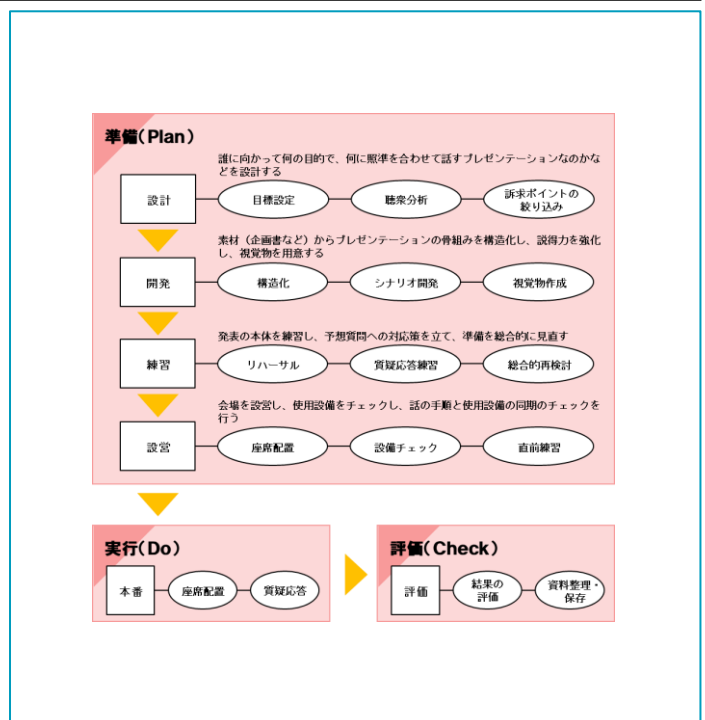 準備(Plan)
誰に向かって何の目的で、何に照準を合わせて話すプレゼンテーションなのかな
どを設計する
設計
目標設定
聴衆分析
訴求ポイントの
絞り込み
素材（企画書など）からプレゼンテーションの骨組みを構造化し、説得力を強化
し、視覚物を用意する
開発
構造化
シナリオ開発
視覚物作成
発表の本体を練習し、予想質問への対応策を立て、準備を総合的に見直す
練習
リハーサル
質疑応答練習
総合的再検討
会場を設営し、使用設備をチェックし、話の手順と使用設備の同期のチェックを
行う
設営
座席配置
設備チェック
直前練習
実行(Do)
本番
座席配置
質疑応答
評価(Check)
評価
結果の
評価
資料整理・
保存